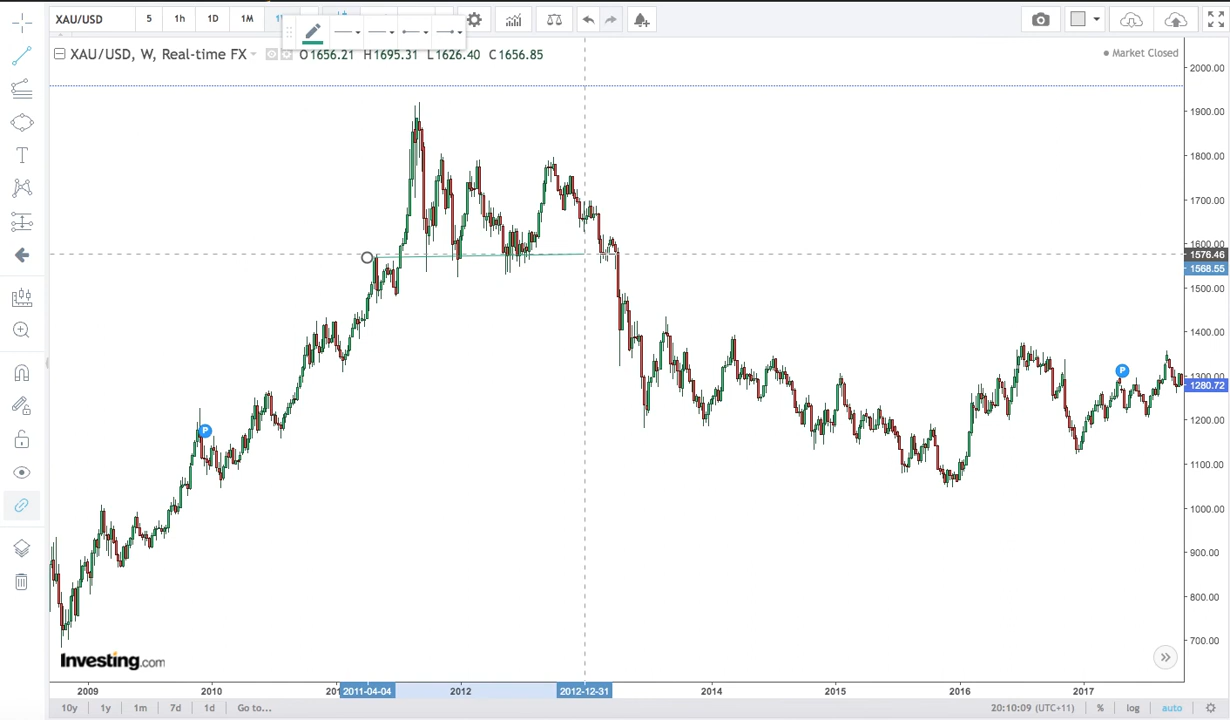 XAU/USD 5 1h 1D 1M
XAU/USD, W, Real-time FX O1656.21 H1695.31 L1626.40 C1656.85
Market Closed
2000.00
1900.00
1800.00
1700.00
1600.00
1576.46
1568.55
1500.00
1400.00
1300.00
1280.72
1200.00
1100.00
1000.00
900.00
800.00
700.00
P
P
Investing.com
2009 2010 2011-04-04 2012 2012-12-31 2014 2015 2016 2017
10y 1y 1m 7d 1d Go to... 20:10:09 (UTC+11) % log auto